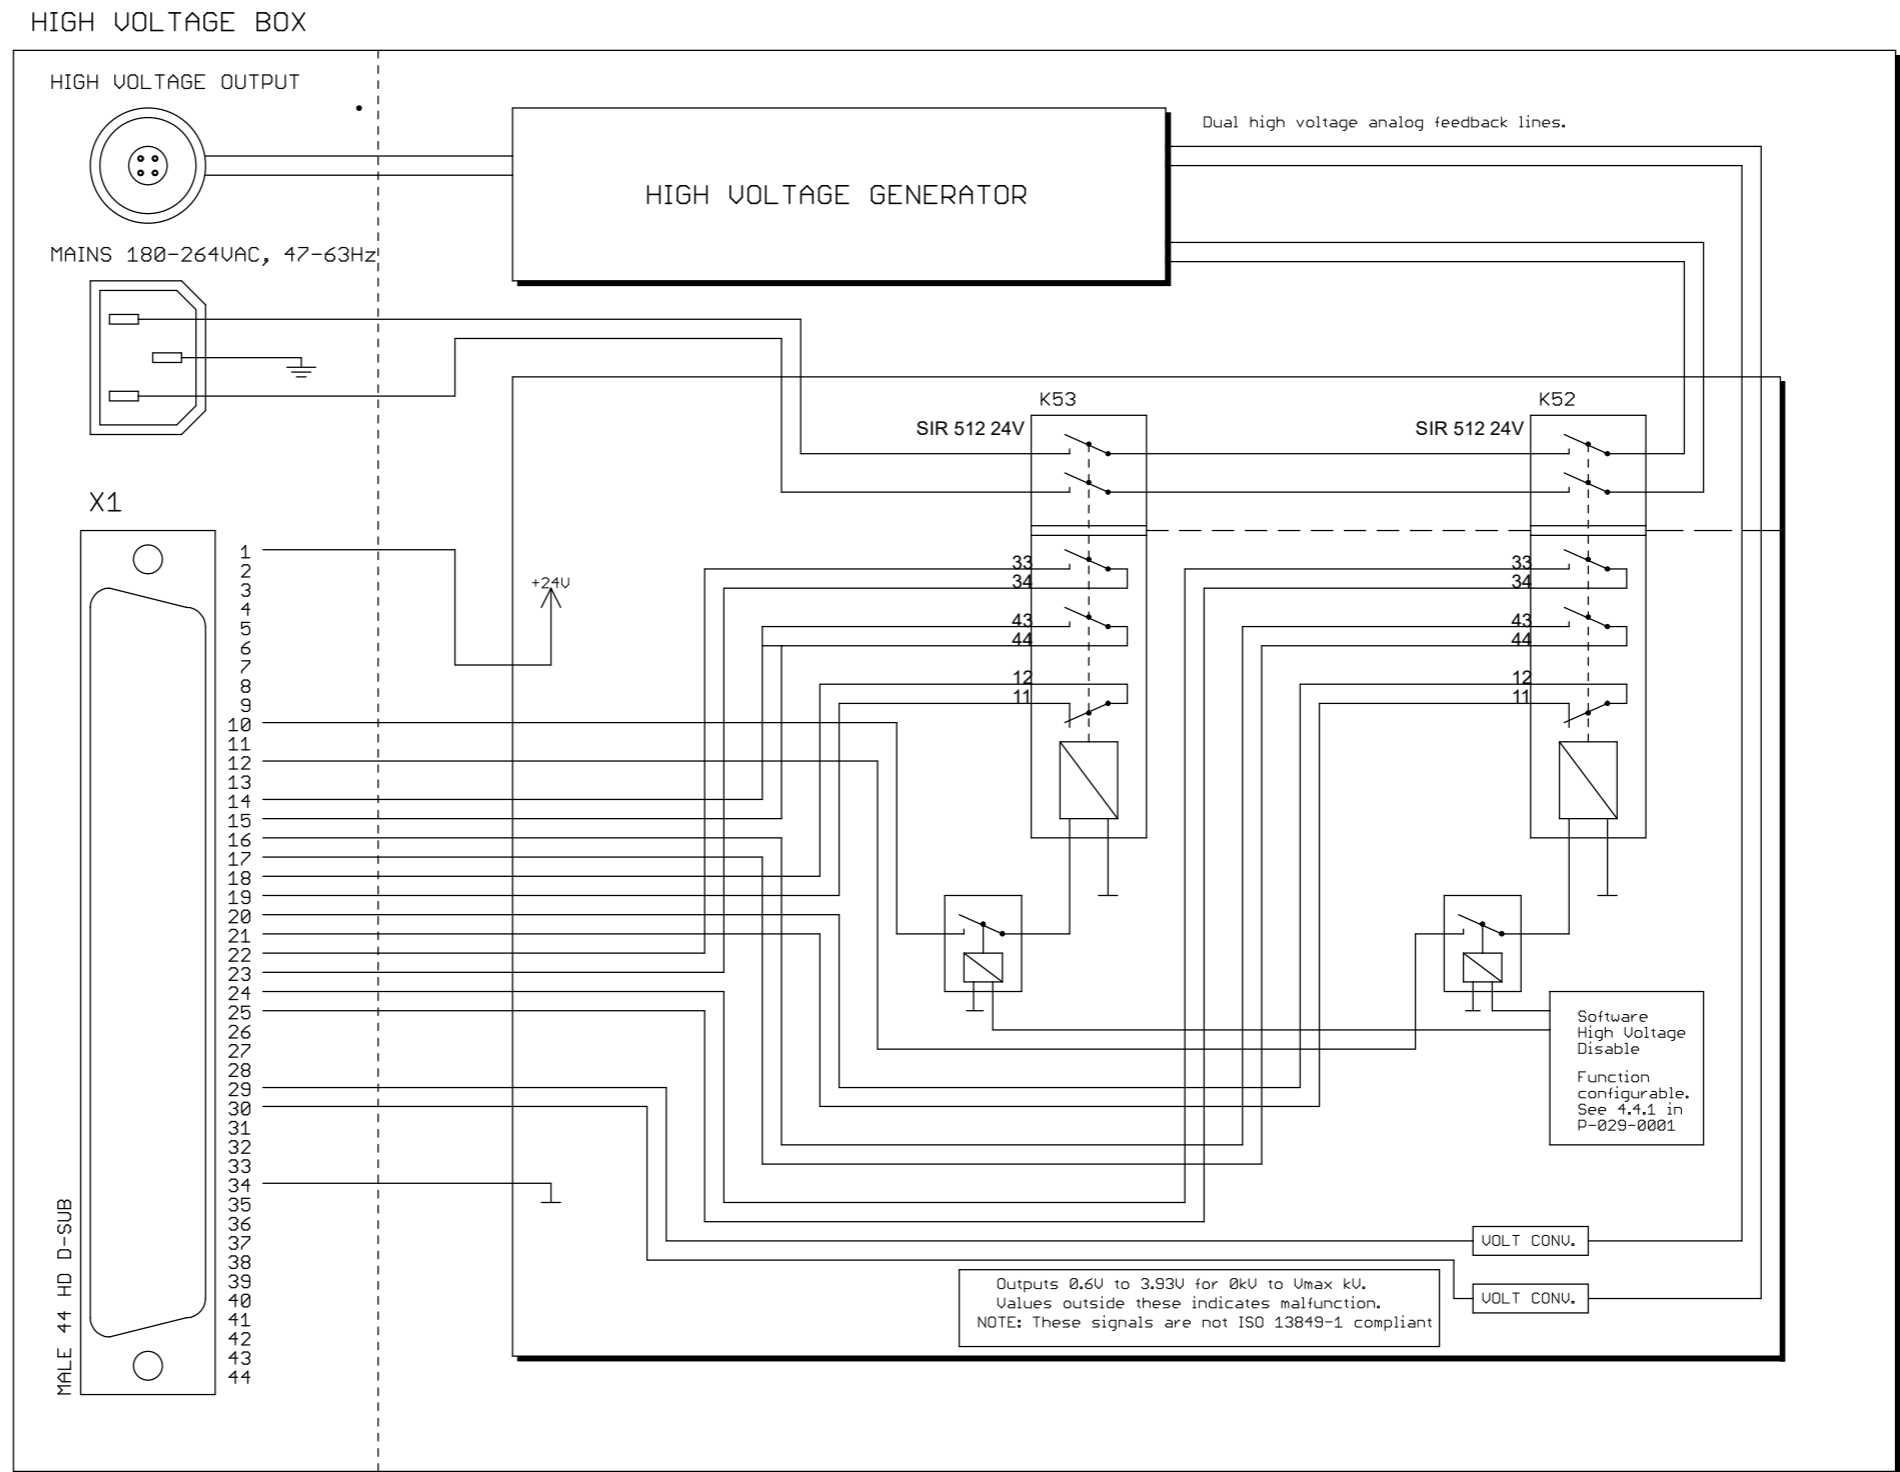 HIGH VOLTAGE BOX
HIGH VOLTAGE OUTPUT
Dual high voltage analog feedback lines.
HIGH VOLTAGE GENERATOR
MAINS 180-264VAC, 47-63Hz
K53
K52
SIR 512 24V
SIR 512 24V
X1
+24V
33
34
43
44
12
11
33
34
43
44
12
11
1
2
3
4
5
6
7
8
9
10
11
12
13
14
15
16
17
18
19
20
21
22
23
24
25
26
27
28
29
30
31
32
33
34
35
36
37
38
39
40
41
42
43
44
MALE 44 HD D-SUB
Software
High Voltage
Disable
Function
configurable.
See 4.4.1 in
P-029-0001
VOLT CONV.
VOLT CONV.
Outputs 0.6V to 3.93V for 0kV to Vmax kV.
Values outside these indicates malfunction.
NOTE: These signals are not ISO 13849-1 compliant